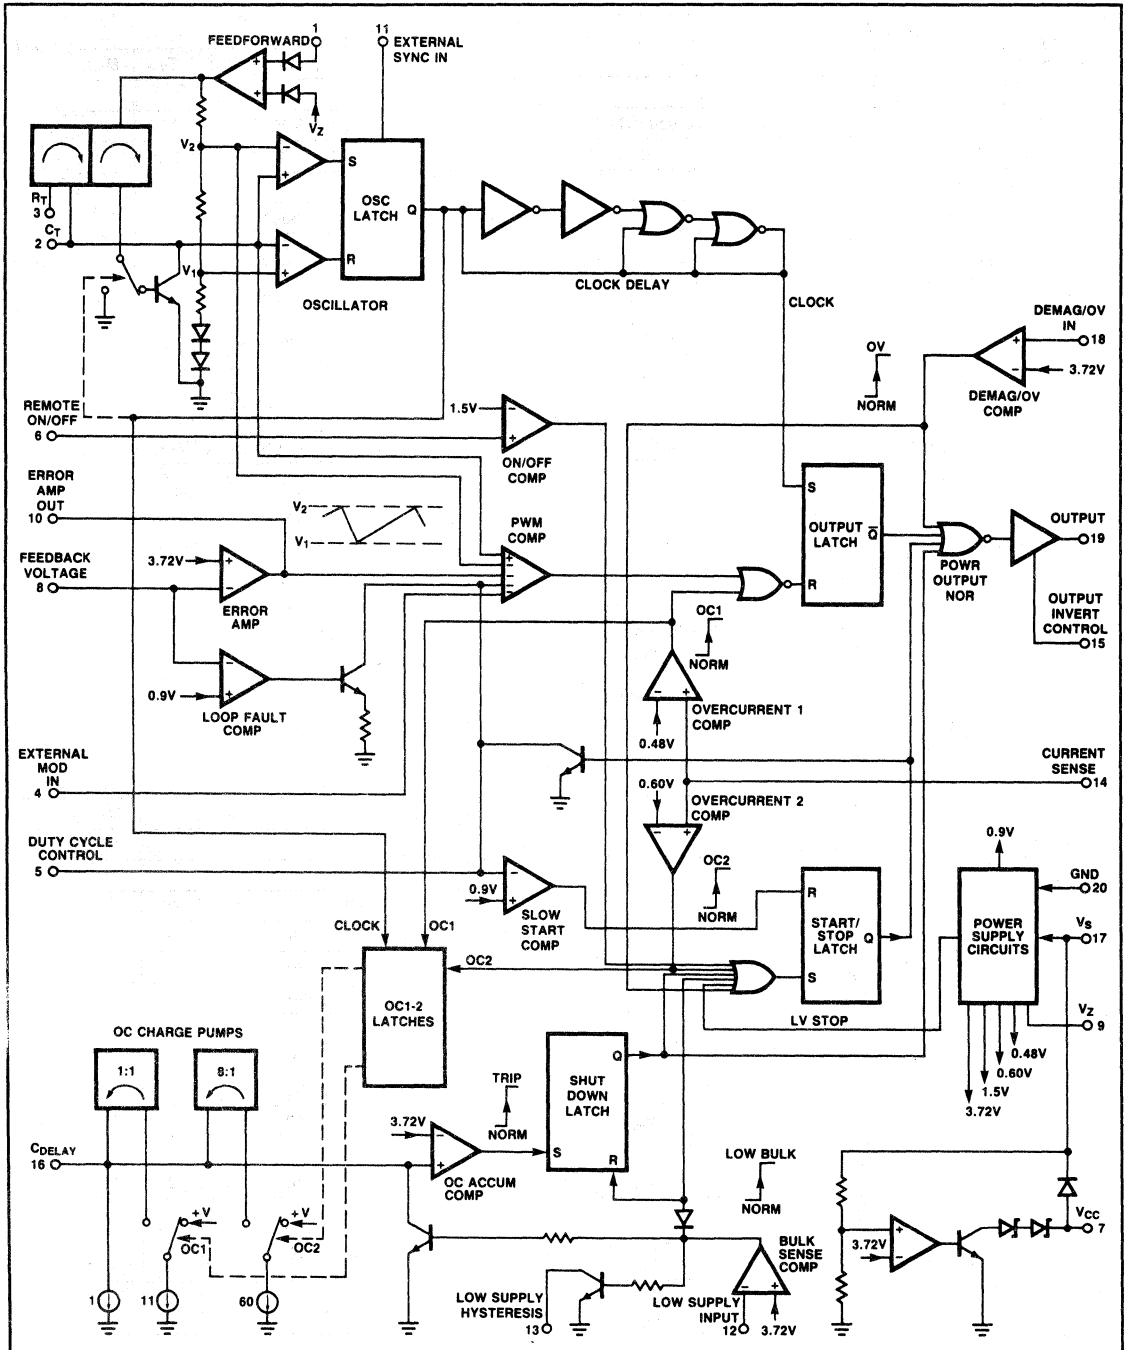 FEEDFORWARD
1
11
EXTERNAL
SYNC IN
+
+
VZ
V2
−
+
S
OSC
LATCH
Q
RT
3
CT
2
−
+
R
V1
OSCILLATOR
CLOCK DELAY
CLOCK
DEMAG/OV
IN
18
+
−
3.72V
DEMAG/OV
COMP
OV
NORM
REMOTE
ON/OFF
6
1.5V
−
+
ON/OFF
COMP
ERROR
AMP
OUT
10
V2
V1
PWM
COMP
+
−
−
−
−
S
OUTPUT
LATCH
Q̅
R
POWR
OUTPUT
NOR
OUTPUT
19
FEEDBACK
VOLTAGE
8
3.72V
+
−
ERROR
AMP
OUTPUT
INVERT
CONTROL
15
OC1
NORM
−
+
0.9V
LOOP FAULT
COMP
−
+
OVERCURRENT 1
COMP
0.48V
EXTERNAL
MOD
IN
4
CURRENT
SENSE
14
0.60V
OVERCURRENT 2
COMP
−
+
DUTY CYCLE
CONTROL
5
−
0.9V
+
SLOW
START
COMP
OC2
NORM
R
START/
STOP
LATCH
Q
S
0.9V
POWER
SUPPLY
CIRCUITS
GND
20
VS
17
VZ
9
CLOCK
OC1
OC2
OC1-2
LATCHES
LV STOP
0.48V
0.60V
1.5V
3.72V
OC CHARGE PUMPS
1:1
8:1
Q
SHUT
DOWN
LATCH
S
R
TRIP
NORM
3.72V
−
+
OC ACCUM
COMP
CDELAY
16
LOW BULK
NORM
+ V
OC1
+ V
OC2
1
11
60
BULK
SENSE
COMP
−
+
LOW SUPPLY
HYSTERESIS
13
LOW SUPPLY
INPUT
12
3.72V
+
3.72V
−
VCC
7